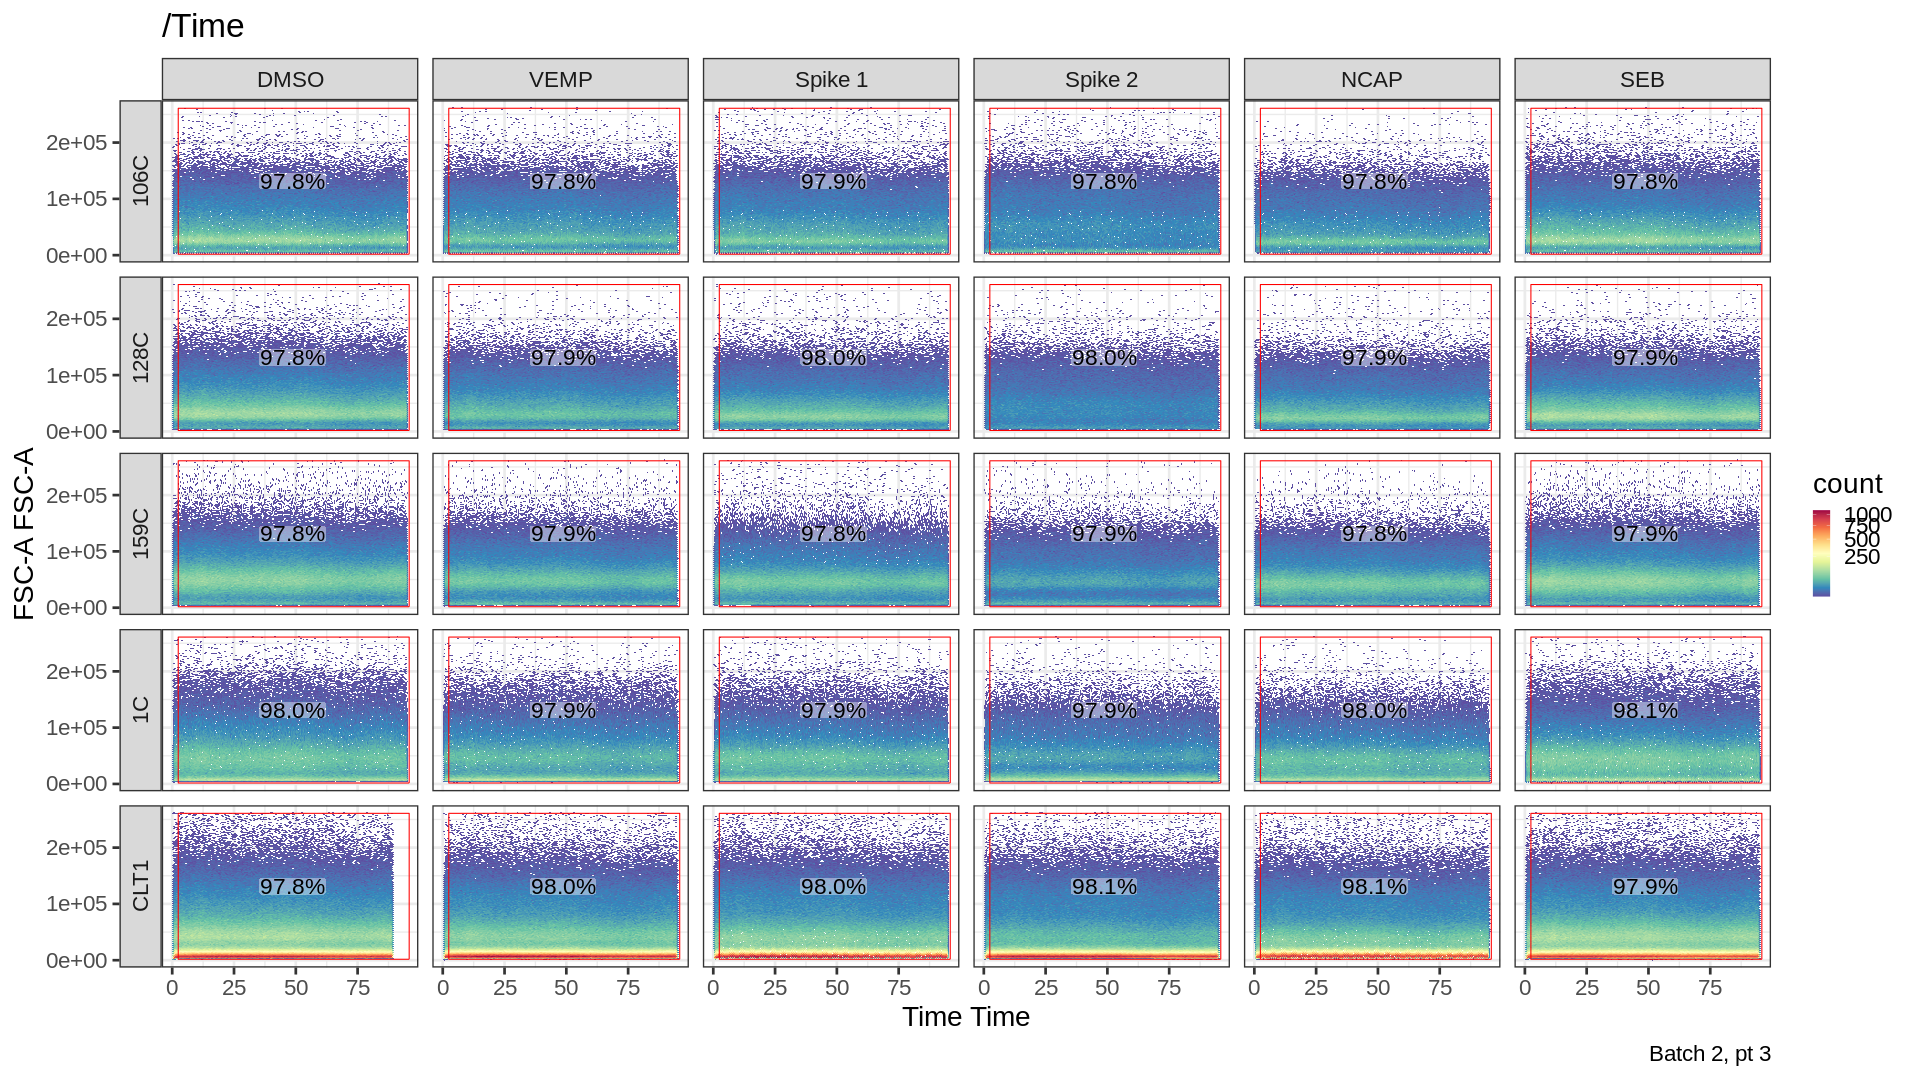 /Time
DMSO VEMP Spike 1 Spike 2 NCAP SEB
2e+05
1e+05
0e+00
106C
97.8% 97.8% 97.9% 97.8% 97.8% 97.8%
2e+05
1e+05
0e+00
128C
97.8% 97.9% 98.0% 98.0% 97.9% 97.9%
2e+05
1e+05
0e+00
159C
97.8% 97.9% 97.8% 97.9% 97.8% 97.9%
2e+05
1e+05
0e+00
1C
98.0% 97.9% 97.9% 97.9% 98.0% 98.1%
2e+05
1e+05
0e+00
CLT1
97.8% 98.0% 98.0% 98.1% 98.1% 97.9%
0 25 50 75 0 25 50 75 0 25 50 75 0 25 50 75 0 25 50 75 0 25 50 75
Time Time
FSC-A FSC-A
count
1000
750
500
250
Batch 2, pt 3